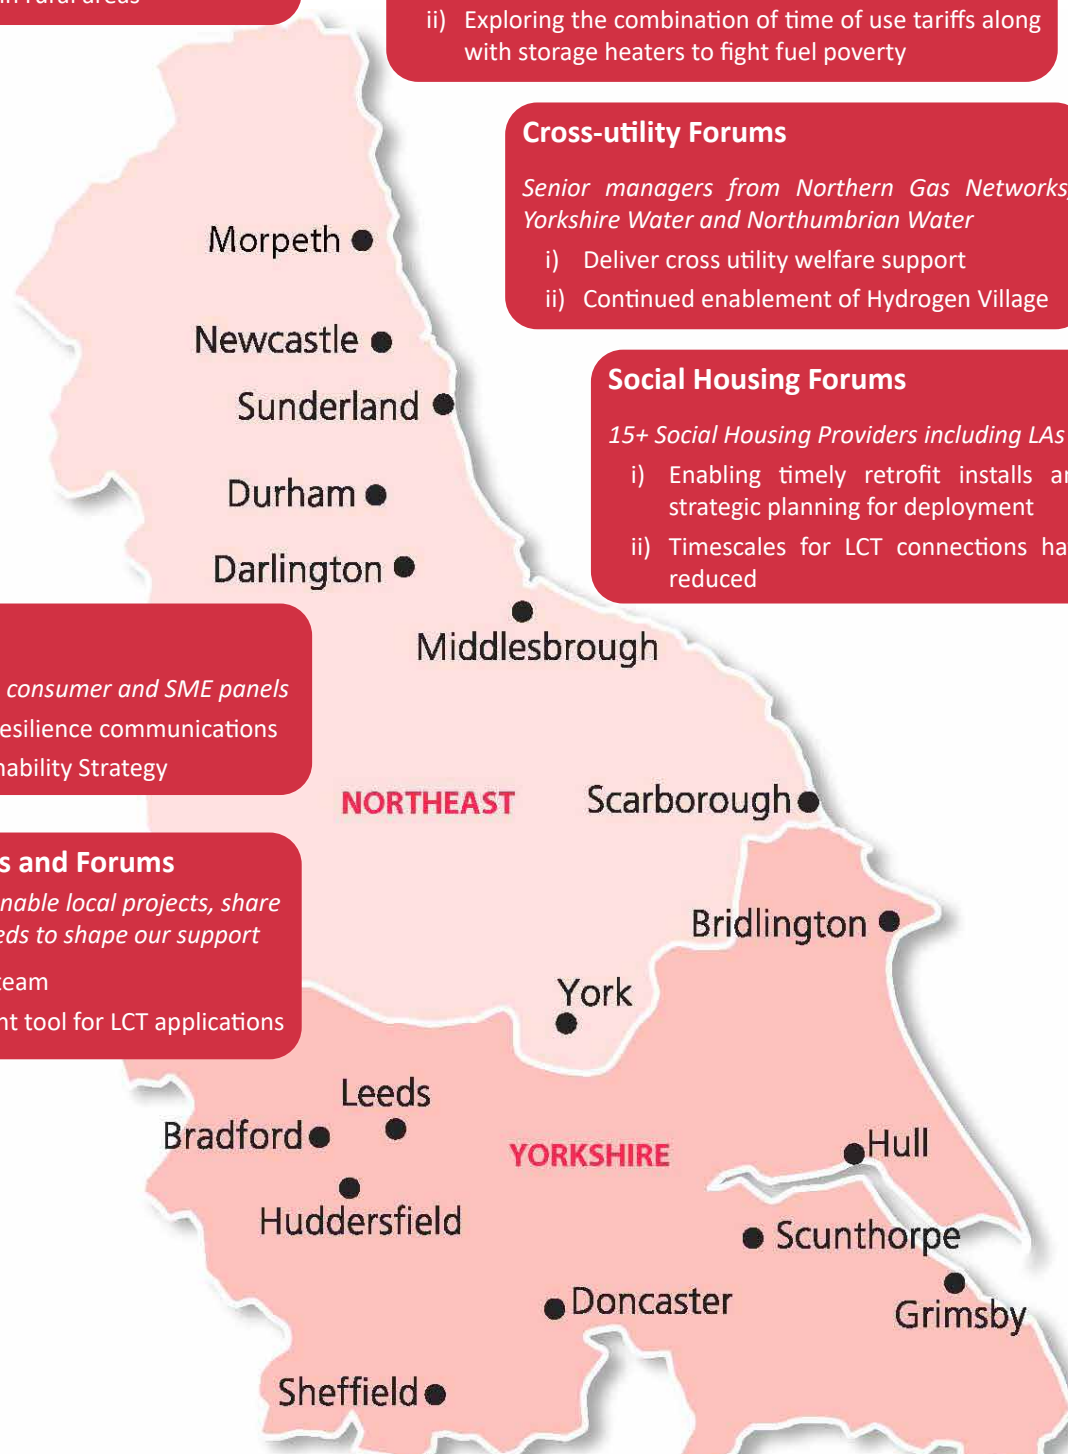 in rural areas
ii) Exploring the combination of time of use tariffs along
with storage heaters to fight fuel poverty
Cross-utility Forums
Senior managers from Northern Gas Networks,
Yorkshire Water and Northumbrian Water
i) Deliver cross utility welfare support
ii) Continued enablement of Hydrogen Village
Social Housing Forums
15+ Social Housing Providers including LAs
i) Enabling timely retrofit installs
strategic planning for deployment
ii) Timescales for LCT connections
reduced
consumer and SME panels
esilience communications
nability Strategy
s and Forums
nable local projects, share
eds to shape our support
team
nt tool for LCT applications
Morpeth
Newcastle
Sunderland
Durham
Darlington
Middlesbrough
NORTHEAST
Scarborough
Bridlington
York
Leeds
Bradford
YORKSHIRE
Hull
Huddersfield
Scunthorpe
Doncaster
Grimsby
Sheffield